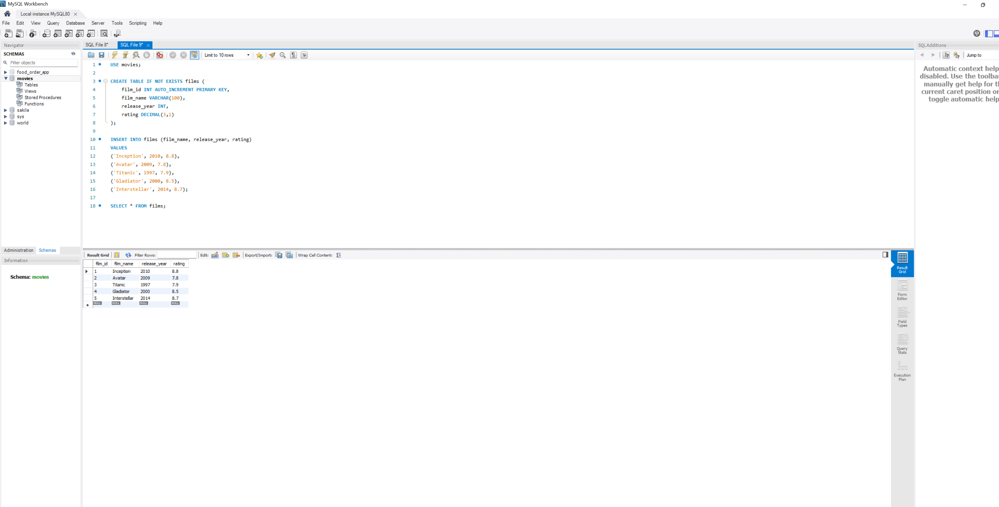 MySQL Workbench
Local instance MySQL80
File Edit View Query Database Server Tools Scripting Help
Navigator
SCHEMAS
Filter objects
food_order_app
movies
Tables
Views
Stored Procedures
Functions
sakila
sys
world
Administration Schemas
Information
Schema: movies
SQL File 8* SQL File 9*
Limit to 10 rows
1 USE movies;
2
3 CREATE TABLE IF NOT EXISTS films (
4 film_id INT AUTO_INCREMENT PRIMARY KEY,
5 film_name VARCHAR(100),
6 release_year INT,
7 rating DECIMAL(3,1)
8 );
9
10 INSERT INTO films (film_name, release_year, rating)
11 VALUES
12 ('Inception', 2010, 8.8),
13 ('Avatar', 2009, 7.8),
14 ('Titanic', 1997, 7.9),
15 ('Gladiator', 2000, 8.5),
16 ('Interstellar', 2014, 8.7);
17
18 SELECT * FROM films;
Result Grid Filter Rows: Edit: Export/Import: Wrap Cell Content:
film_id film_name release_year rating
1 Inception 2010 8.8
2 Avatar 2009 7.8
3 Titanic 1997 7.9
4 Gladiator 2000 8.5
5 Interstellar 2014 8.7
NULL NULL NULL NULL
Result
Grid
Form
Editor
Field
Types
Query
Stats
Execution
Plan
SQLAdditions
Jump to
Automatic context help
disabled. Use the toolba
manually get help for t
current caret position or
toggle automatic help